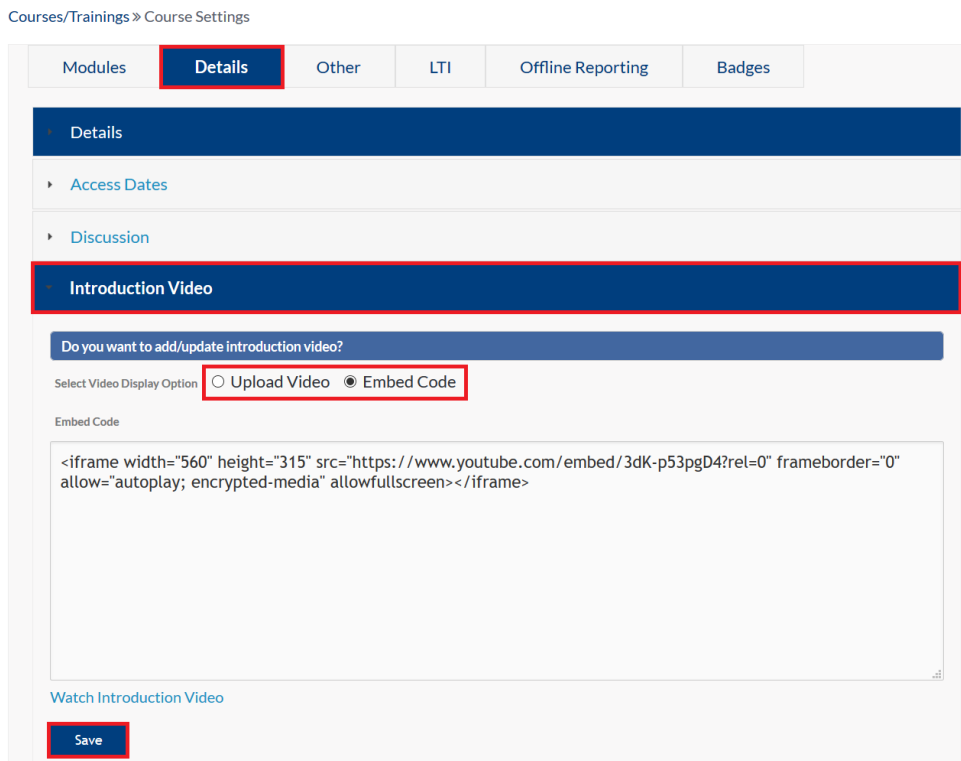 Courses/Trainings » Course Settings
Modules Details Other LTI Offline Reporting Badges
Details
Access Dates
Discussion
Introduction Video
Do you want to add/update introduction video?
Select Video Display Option Upload Video Embed Code
Embed Code
<iframe width="560" height="315" src="https://www.youtube.com/embed/3dK-p53pgD4?rel=0" frameborder="0"
allow="autoplay; encrypted-media" allowfullscreen></iframe>
Watch Introduction Video
Save